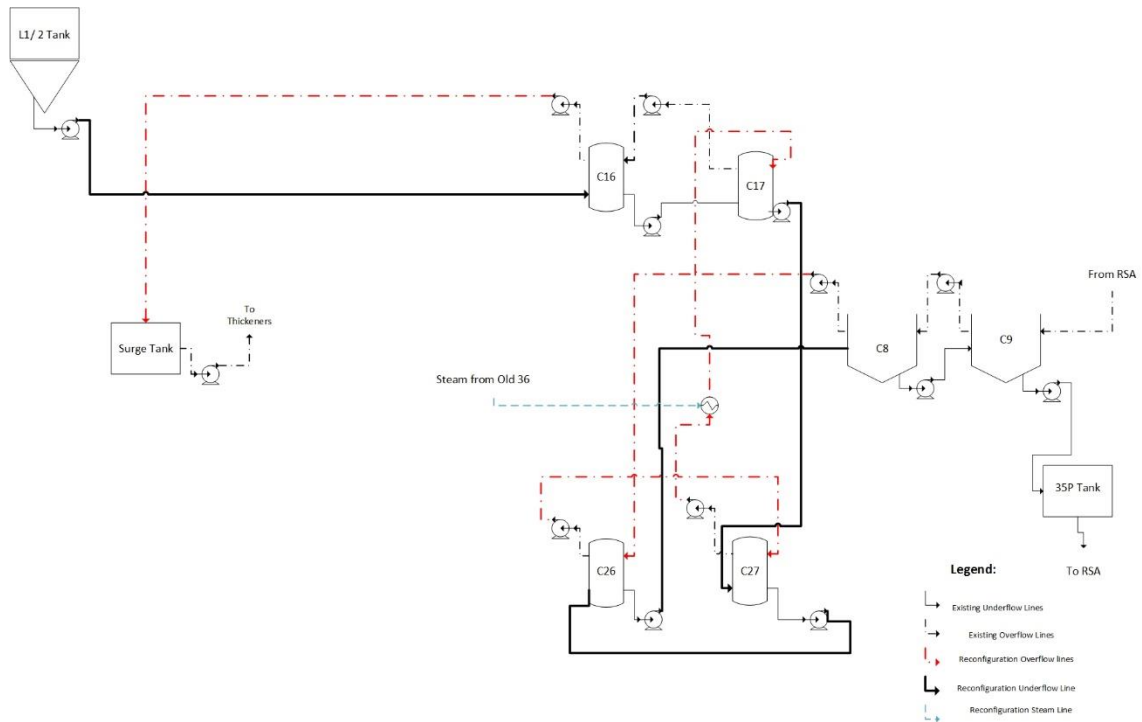 L1/ 2 Tank
C16
C17
From RSA
To
Thickeners
Surge Tank
C8
C9
Steam from Old 36
35P Tank
C26
C27
To RSA
Legend:
Existing Underflow Lines
Existing Overflow Lines
Reconfiguration Overflow lines
Reconfiguration Underflow Line
Reconfiguration Steam Line